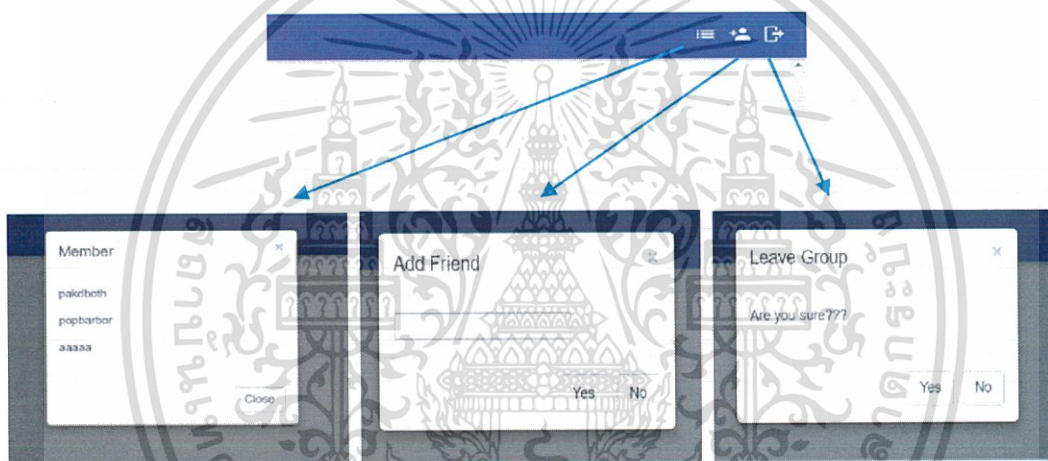 Member
×
pakdboth
popbarbor
aaaaa
Close
Add Friend
×
Yes No
Leave Group
×
Are you sure???
Yes No